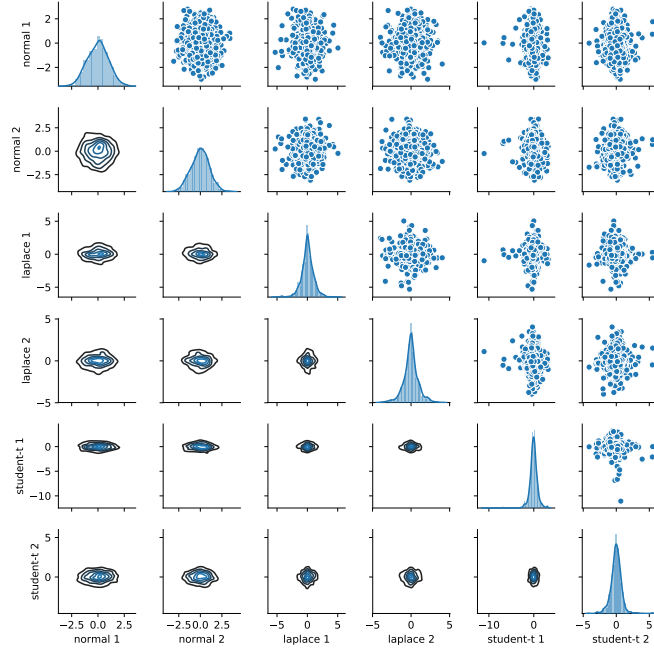 normal 1
2
0
−2
normal 2
2.5
0.0
−2.5
laplace 1
5
0
−5
laplace 2
5
0
−5
student-t 1
0
−5
−10
student-t 2
0
−2.5 0.0 2.5
−2.5 0.0 2.5
−5 0 5
−5 0 5
−10 0
−5 0 5
normal 1
normal 2
laplace 1
laplace 2
student-t 1
student-t 2